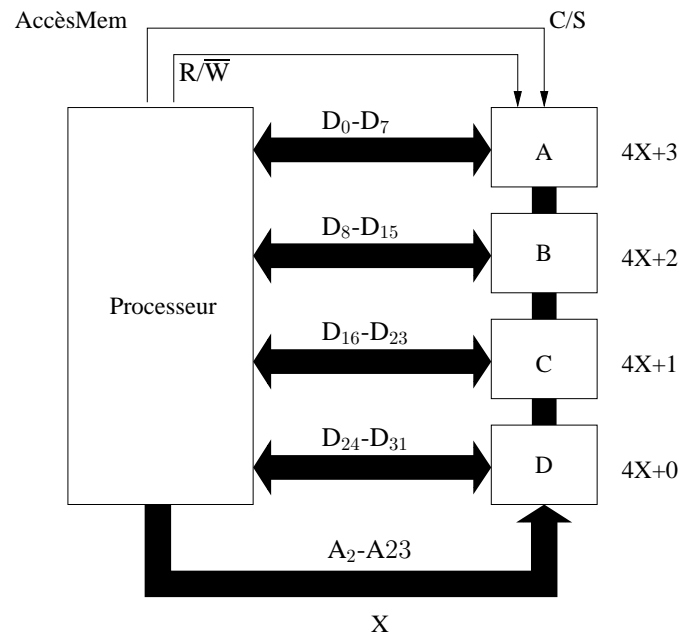 AccèsMem
C/S
R/W̅
D₀-D₇
A
4X+3
D₈-D₁₅
B
4X+2
Processeur
D₁₆-D₂₃
C
4X+1
D₂₄-D₃₁
D
4X+0
A₂-A23
X